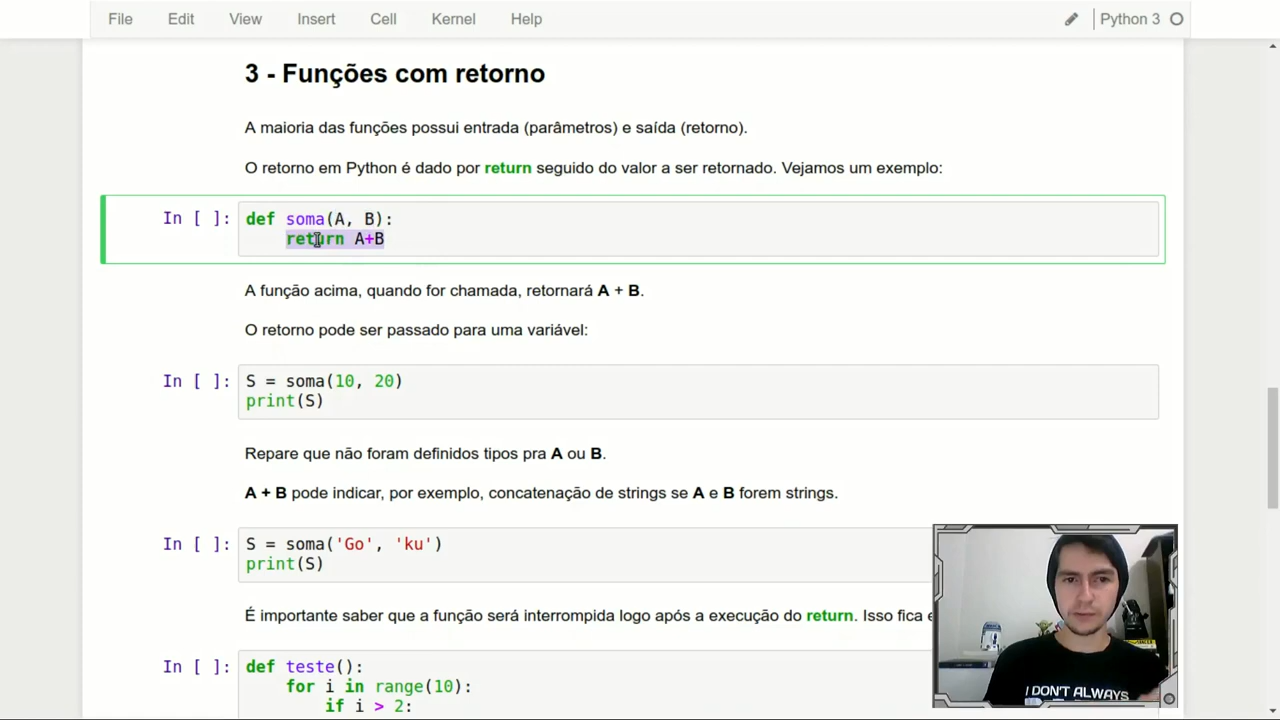 File Edit View Insert Cell Kernel Help Python 3
3 - Funções com retorno
A maioria das funções possui entrada (parâmetros) e saída (retorno).
O retorno em Python é dado por return seguido do valor a ser retornado. Vejamos um exemplo:
In [ ]: def soma(A, B):
return A+B
A função acima, quando for chamada, retornará A + B.
O retorno pode ser passado para uma variável:
In [ ]: S = soma(10, 20)
print(S)
Repare que não foram definidos tipos pra A ou B.
A + B pode indicar, por exemplo, concatenação de strings se A e B forem strings.
In [ ]: S = soma('Go', 'ku')
print(S)
É importante saber que a função será interrompida logo após a execução do return. Isso fica
In [ ]: def teste():
for i in range(10):
if i > 2:
I DON'T ALWAYS